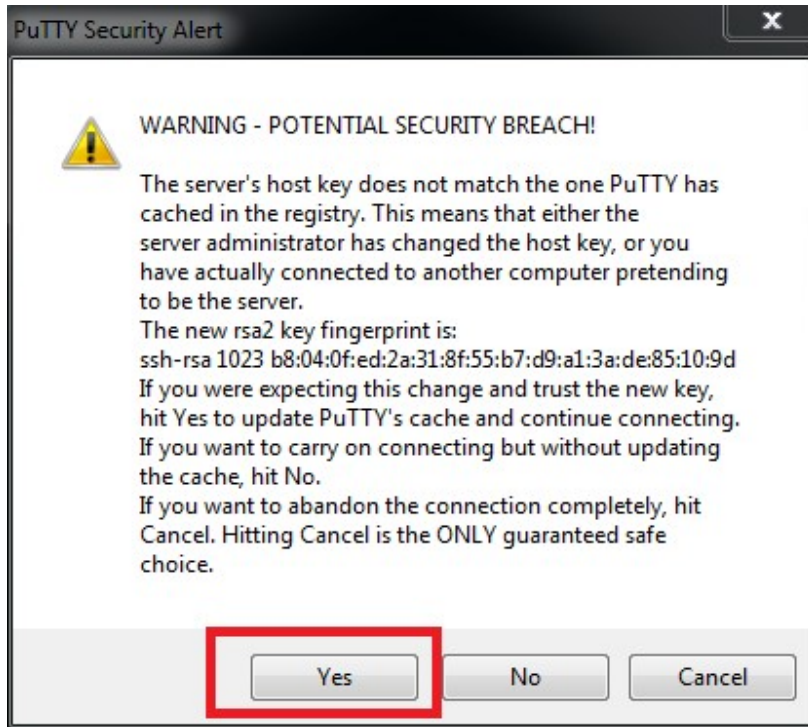 PuTTY Security Alert
x
WARNING - POTENTIAL SECURITY BREACH!
The server's host key does not match the one PuTTY has
cached in the registry. This means that either the
server administrator has changed the host key, or you
have actually connected to another computer pretending
to be the server.
The new rsa2 key fingerprint is:
ssh-rsa 1023 b8:04:0f:ed:2a:31:8f:55:b7:d9:a1:3a:de:85:10:9d
If you were expecting this change and trust the new key,
hit Yes to update PuTTY's cache and continue connecting.
If you want to carry on connecting but without updating
the cache, hit No.
If you want to abandon the connection completely, hit
Cancel. Hitting Cancel is the ONLY guaranteed safe
choice.
Yes No Cancel